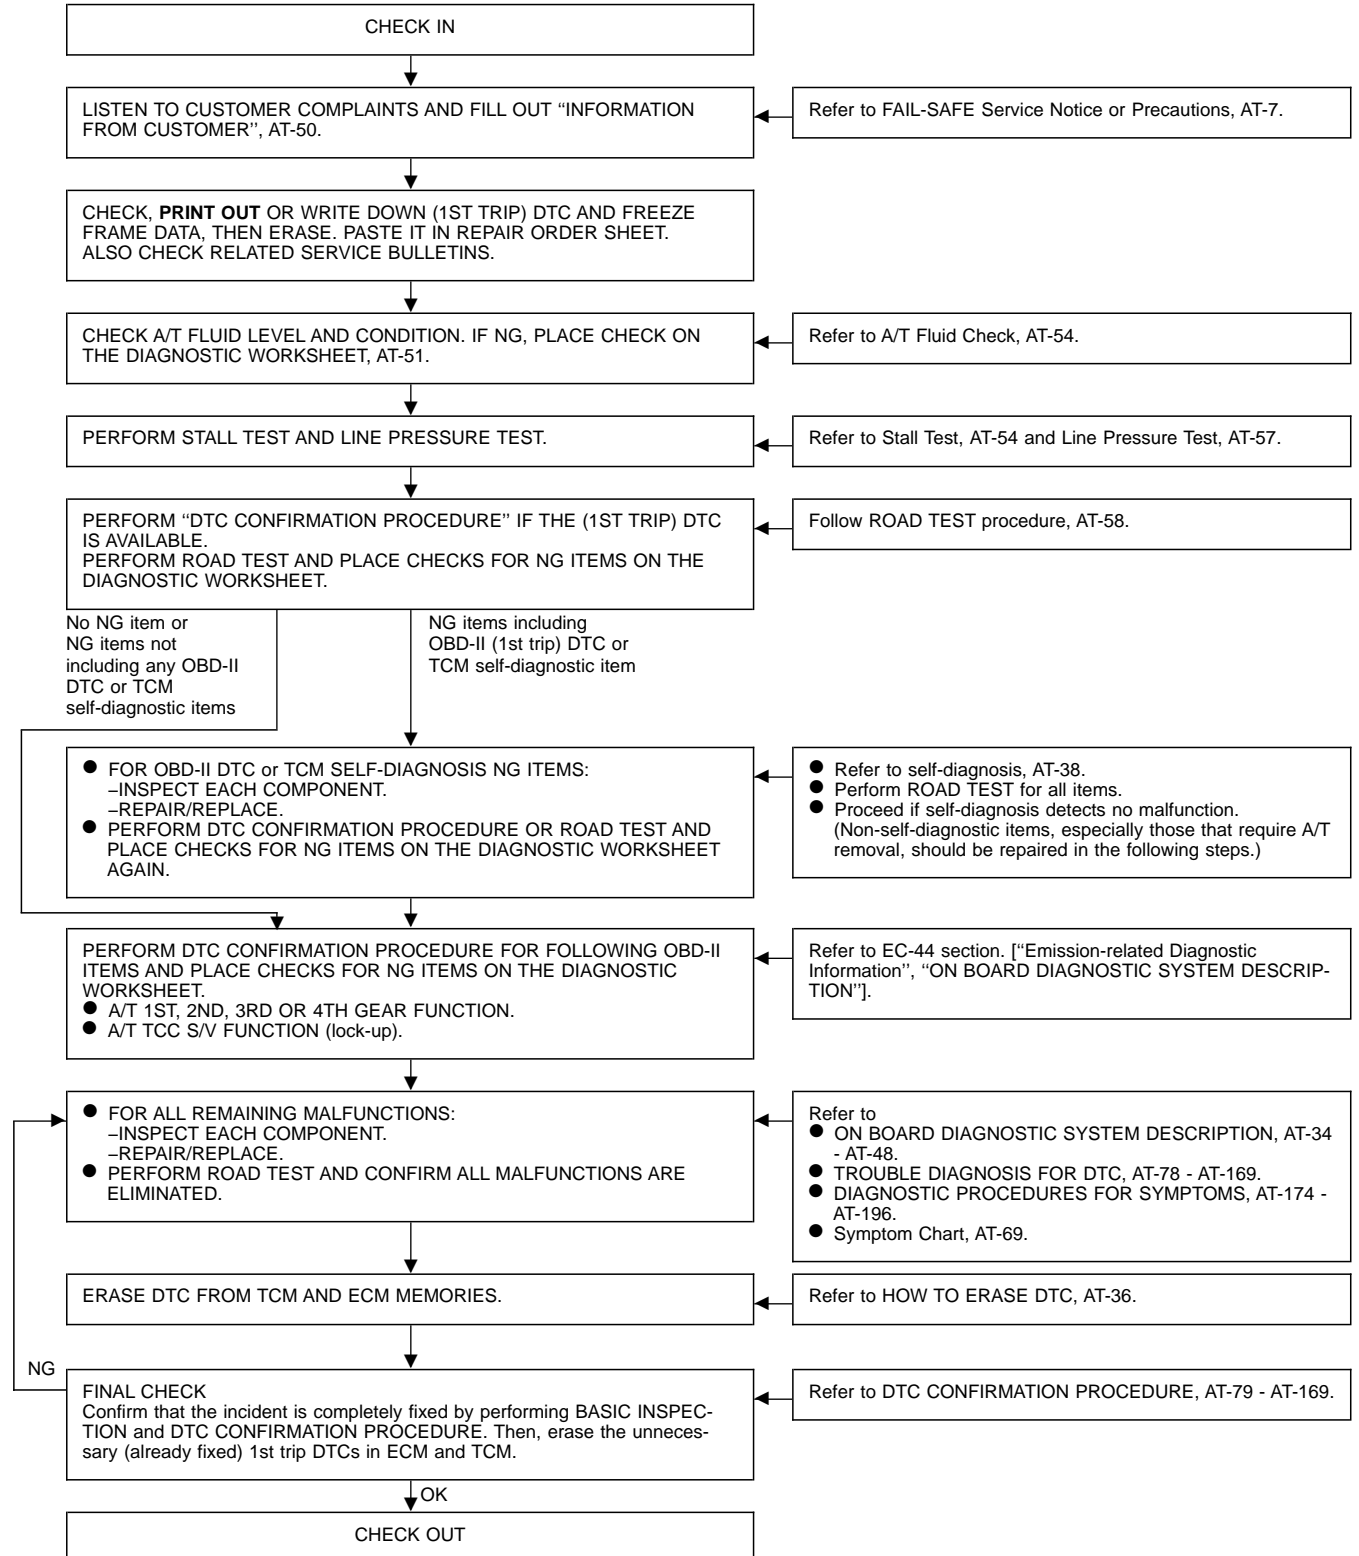 CHECK IN
LISTEN TO CUSTOMER COMPLAINTS AND FILL OUT ‘‘INFORMATION
FROM CUSTOMER’’, AT-50.
Refer to FAIL-SAFE Service Notice or Precautions, AT-7.
CHECK, PRINT OUT OR WRITE DOWN (1ST TRIP) DTC AND FREEZE
FRAME DATA, THEN ERASE. PASTE IT IN REPAIR ORDER SHEET.
ALSO CHECK RELATED SERVICE BULLETINS.
CHECK A/T FLUID LEVEL AND CONDITION. IF NG, PLACE CHECK ON
THE DIAGNOSTIC WORKSHEET, AT-51.
Refer to A/T Fluid Check, AT-54.
PERFORM STALL TEST AND LINE PRESSURE TEST.
Refer to Stall Test, AT-54 and Line Pressure Test, AT-57.
PERFORM ‘‘DTC CONFIRMATION PROCEDURE’’ IF THE (1ST TRIP) DTC
IS AVAILABLE.
PERFORM ROAD TEST AND PLACE CHECKS FOR NG ITEMS ON THE
DIAGNOSTIC WORKSHEET.
Follow ROAD TEST procedure, AT-58.
No NG item or
NG items not
including any OBD-II
DTC or TCM
self-diagnostic items
NG items including
OBD-II (1st trip) DTC or
TCM self-diagnostic item
● FOR OBD-II DTC or TCM SELF-DIAGNOSIS NG ITEMS:
–INSPECT EACH COMPONENT.
–REPAIR/REPLACE.
● PERFORM DTC CONFIRMATION PROCEDURE OR ROAD TEST AND
PLACE CHECKS FOR NG ITEMS ON THE DIAGNOSTIC WORKSHEET
AGAIN.
● Refer to self-diagnosis, AT-38.
● Perform ROAD TEST for all items.
● Proceed if self-diagnosis detects no malfunction.
(Non-self-diagnostic items, especially those that require A/T
removal, should be repaired in the following steps.)
PERFORM DTC CONFIRMATION PROCEDURE FOR FOLLOWING OBD-II
ITEMS AND PLACE CHECKS FOR NG ITEMS ON THE DIAGNOSTIC
WORKSHEET.
● A/T 1ST, 2ND, 3RD OR 4TH GEAR FUNCTION.
● A/T TCC S/V FUNCTION (lock-up).
Refer to EC-44 section. [‘‘Emission-related Diagnostic
Information’’, ‘‘ON BOARD DIAGNOSTIC SYSTEM DESCRIP-
TION’’].
● FOR ALL REMAINING MALFUNCTIONS:
–INSPECT EACH COMPONENT.
–REPAIR/REPLACE.
● PERFORM ROAD TEST AND CONFIRM ALL MALFUNCTIONS ARE
ELIMINATED.
Refer to
● ON BOARD DIAGNOSTIC SYSTEM DESCRIPTION, AT-34
- AT-48.
● TROUBLE DIAGNOSIS FOR DTC, AT-78 - AT-169.
● DIAGNOSTIC PROCEDURES FOR SYMPTOMS, AT-174 -
AT-196.
● Symptom Chart, AT-69.
ERASE DTC FROM TCM AND ECM MEMORIES.
Refer to HOW TO ERASE DTC, AT-36.
NG
FINAL CHECK
Confirm that the incident is completely fixed by performing BASIC INSPEC-
TION and DTC CONFIRMATION PROCEDURE. Then, erase the unneces-
sary (already fixed) 1st trip DTCs in ECM and TCM.
Refer to DTC CONFIRMATION PROCEDURE, AT-79 - AT-169.
OK
CHECK OUT